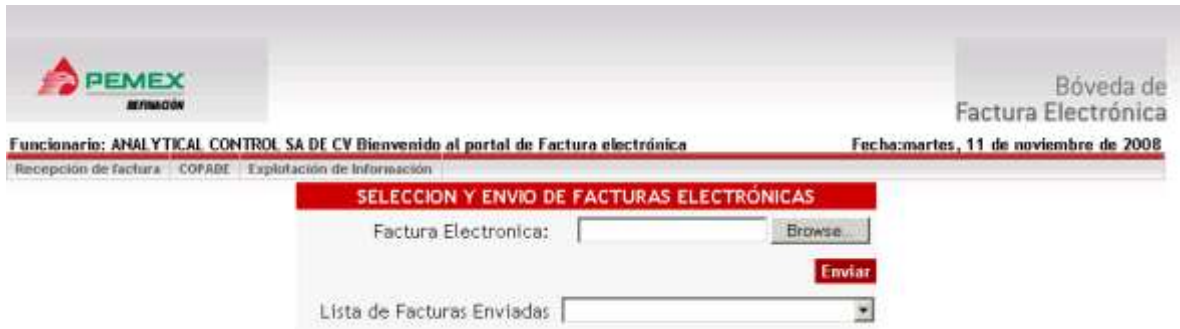 PEMEX
REFINACIÓN
Bóveda de
Factura Electrónica
Funcionario: ANALYTICAL CONTROL SA DE CV Bienvenido al portal de Factura electrónica Fecha:martes, 11 de noviembre de 2008
Recepción de factura COPADE Explotación de Información
SELECCION Y ENVIO DE FACTURAS ELECTRÓNICAS
Factura Electronica: Browse...
Enviar
Lista de Facturas Enviadas